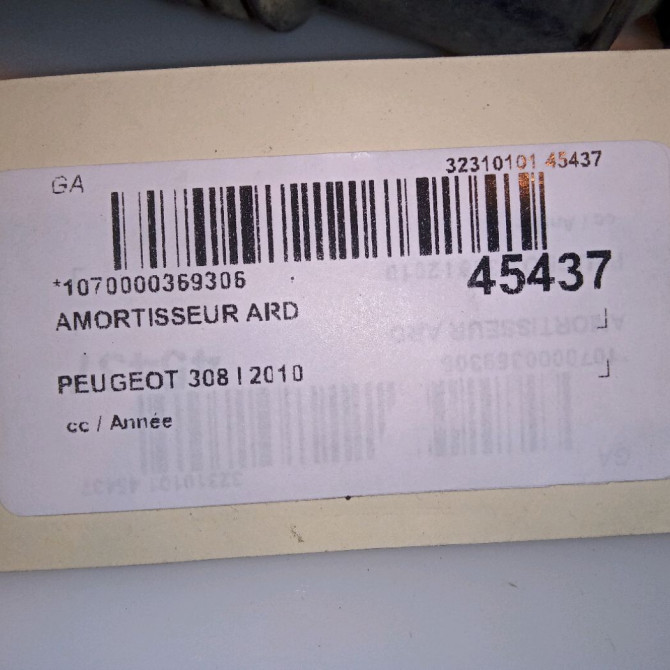 GA
32310101 45437
*1070000369306
45437
AMORTISSEUR ARD
PEUGEOT 308 I 2010
cc / Année